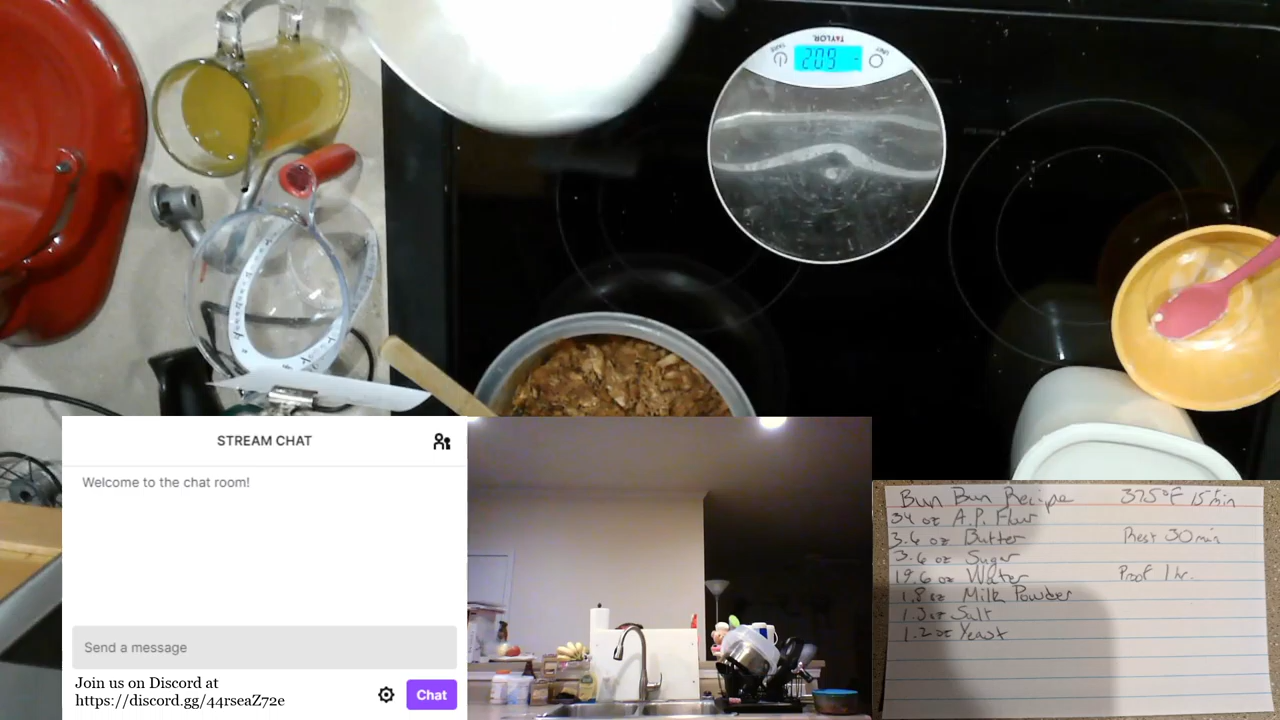 TAYLOR
TARE
UNIT
209
STREAM CHAT
Welcome to the chat room!
Send a message
Join us on Discord at
https://discord.gg/44rseaZ72e
Chat
Bun Bun Recipe 375°F 15 min
34 oz A.P. Flour
3.6 oz Butter Rest 30 min
3.6 oz Sugar
19.6 oz Water Proof 1 hr.
1.8 oz Milk Powder
1.3 oz Salt
1.2 oz Yeast